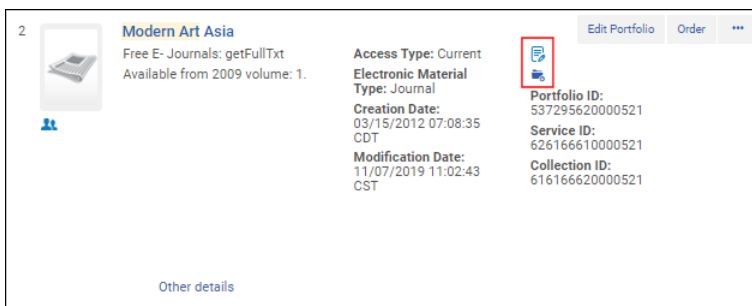 2
Modern Art Asia
Edit Portfolio
Order
•••
Free E- Journals: getFullTxt
Available from 2009 volume: 1.
Access Type: Current
Electronic Material
Type: Journal
Creation Date:
03/15/2012 07:08:35
CDT
Modification Date:
11/07/2019 11:02:43
CST
Portfolio ID:
537295620000521
Service ID:
626166610000521
Collection ID:
616166620000521
Other details